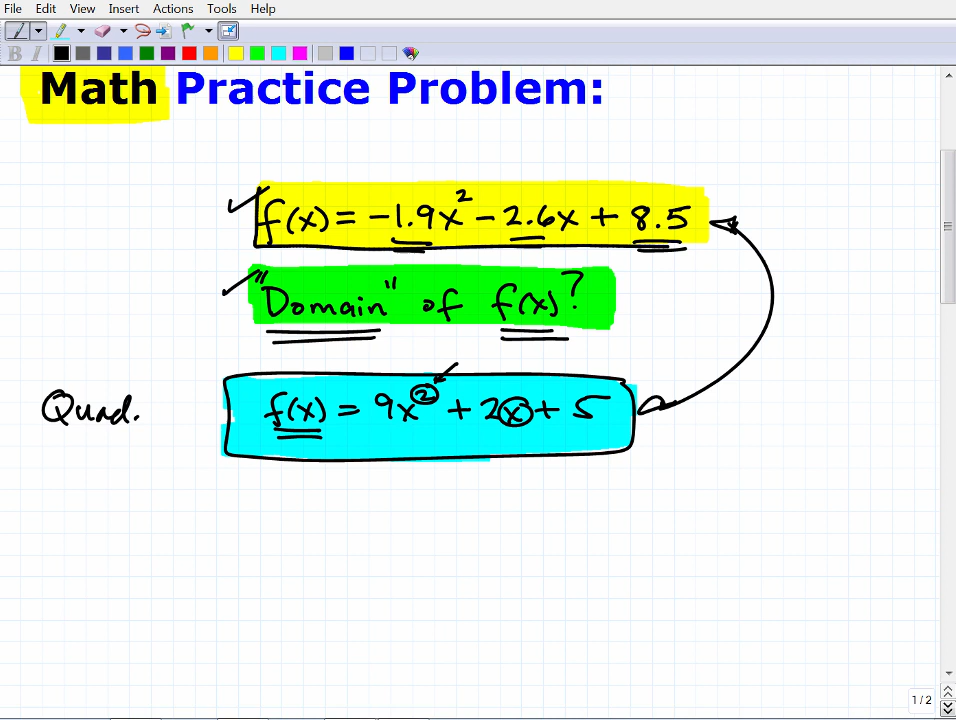 File Edit View Insert Actions Tools Help
B I
Math Practice Problem:
f(x) = -1.9x² - 2.6x + 8.5
"Domain" of f(x)?
Quad. f(x) = 9x² + 2x + 5
1 / 2